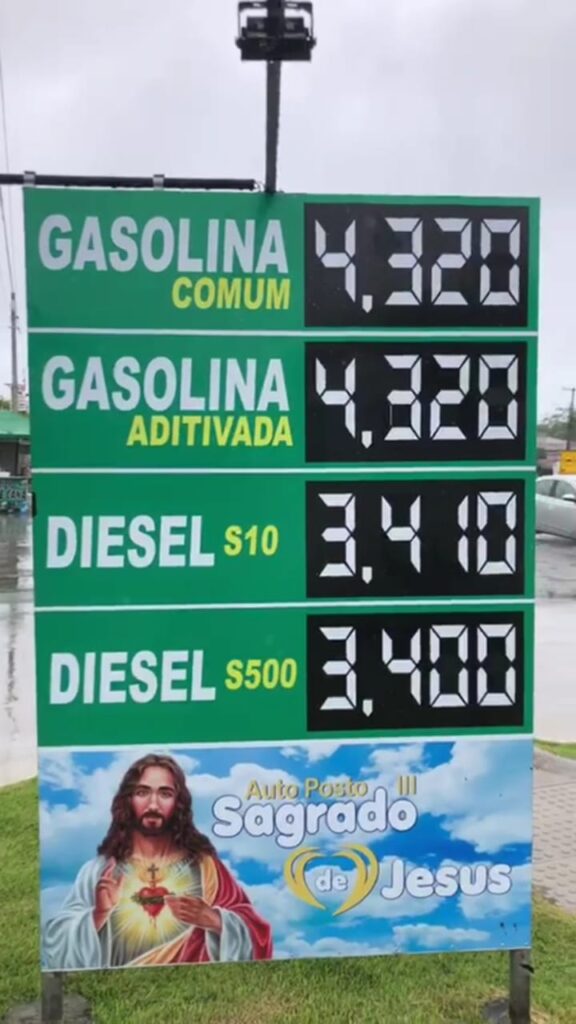 GASOLINA
COMUM
4,320
GASOLINA
ADITIVADA
4,320
DIESEL S10
3,410
DIESEL S500
3,400
Auto Posto III
Sagrado
de Jesus